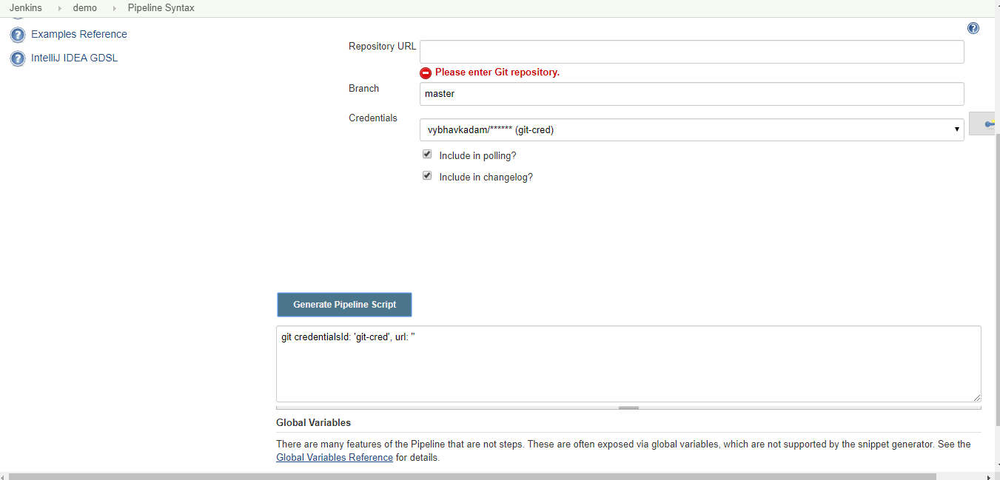 Jenkins demo Pipeline Syntax
Examples Reference
IntelliJ IDEA GDSL
Repository URL
Please enter Git repository.
Branch
master
Credentials
vybhavkadam/****** (git-cred)
Include in polling?
Include in changelog?
Generate Pipeline Script
git credentialsId: 'git-cred', url: ''
Global Variables
There are many features of the Pipeline that are not steps. These are often exposed via global variables, which are not supported by the snippet generator. See the
Global Variables Reference for details.